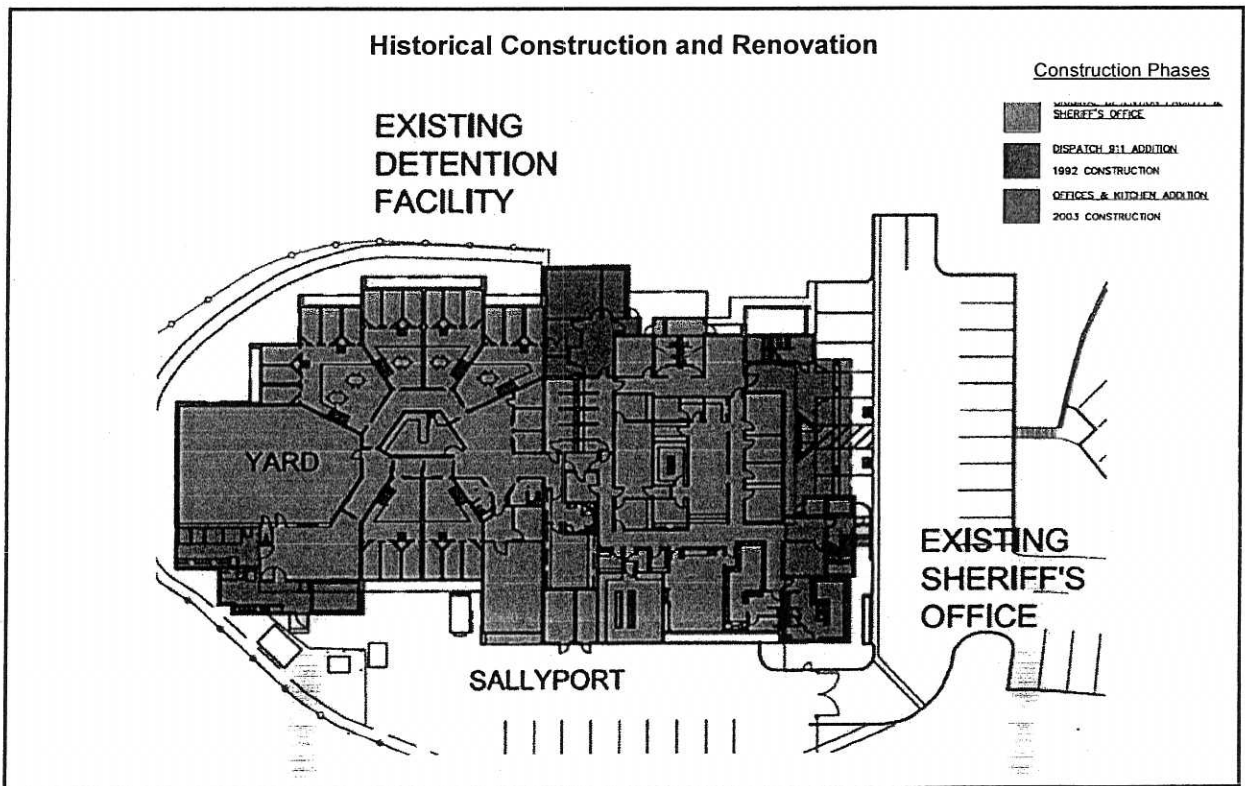 Historical Construction and Renovation
Construction Phases
SHERIFF'S OFFICE
DISPATCH 911 ADDITION
1992 CONSTRUCTION
OFFICES & KITCHEN ADDITION
2003 CONSTRUCTION
EXISTING
DETENTION
FACILITY
YARD
EXISTING
SHERIFF'S
OFFICE
SALLYPORT